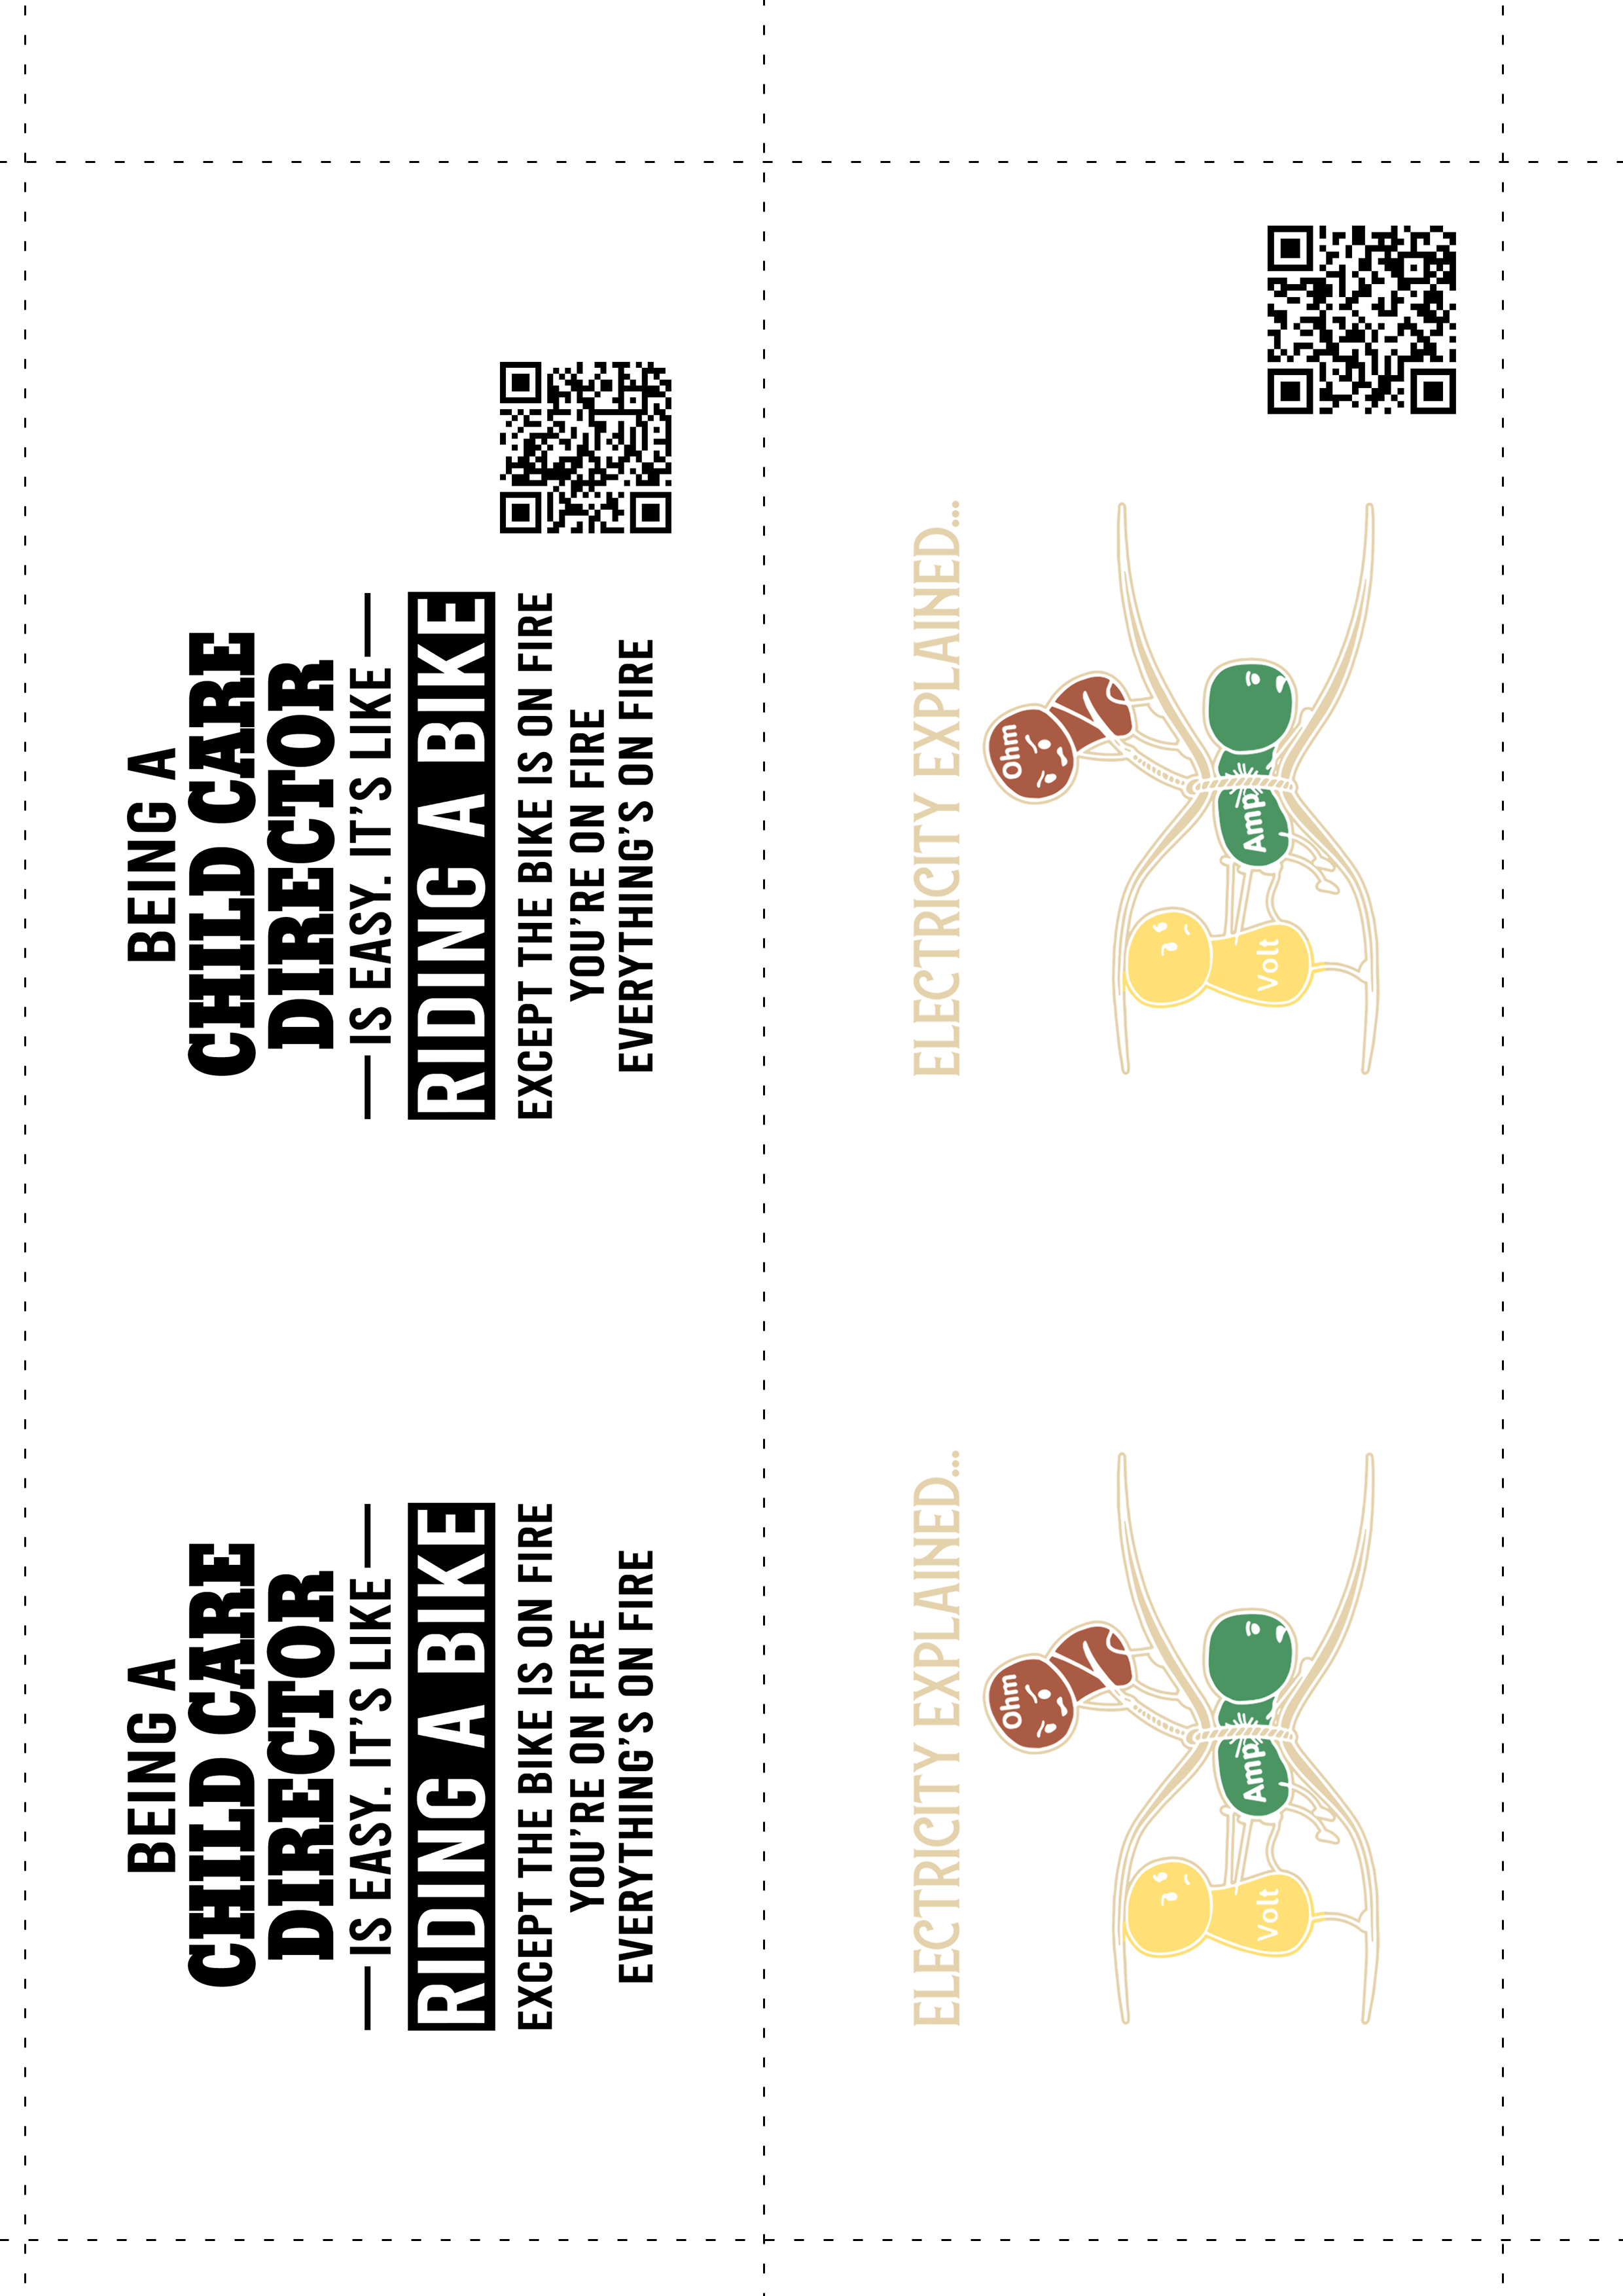 BEING A
CHILD CARE
DIRECTOR
IS EASY. IT'S LIKE
RIDING A BIKE
EXCEPT THE BIKE IS ON FIRE
YOU'RE ON FIRE
EVERYTHING'S ON FIRE
BEING A
CHILD CARE
DIRECTOR
IS EASY. IT'S LIKE
RIDING A BIKE
EXCEPT THE BIKE IS ON FIRE
YOU'RE ON FIRE
EVERYTHING'S ON FIRE
ELECTRICITY EXPLAINED...
Ohm
Amp
Volt
ELECTRICITY EXPLAINED...
Ohm
Amp
Volt